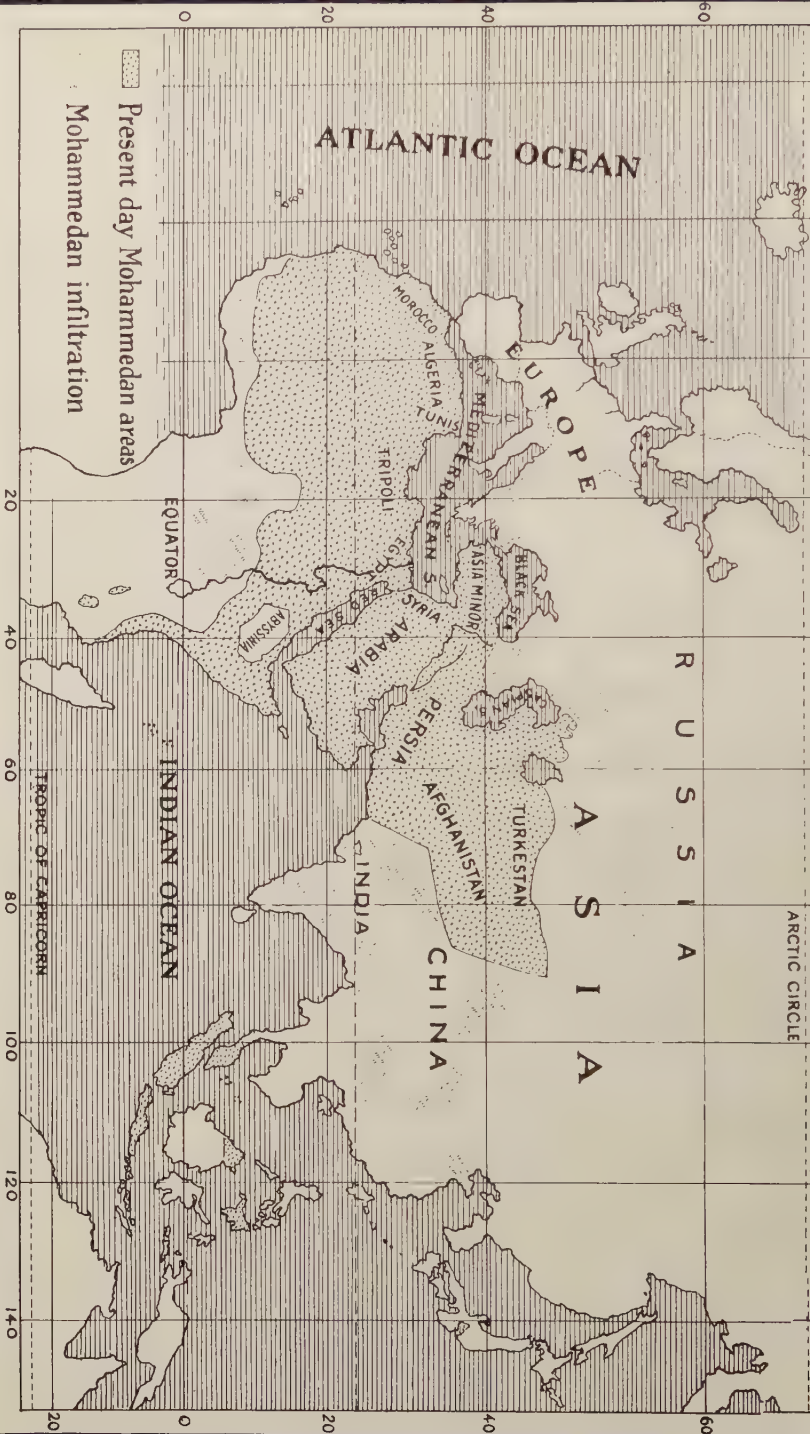 ATLANTIC OCEAN
EUROPE
RUSSIA
ASIA
ARCTIC CIRCLE
MOROCCO
ALGERIA
TUNIS
MEDITERRANEAN S
TRIPOLI
EGYPT
BLACK SEA
ASIA MINOR
SYRIA
RED SEA
ARABIA
ABYSSINIA
PERSIA
AFGHANISTAN
TURKESTAN
INDIA
CHINA
EQUATOR
INDIAN OCEAN
TROPIC OF CAPRICORN
Present day Mohammedan areas
Mohammedan infiltration
0 20 40 60
20 40 60 80 100 120 140
20 0 20 40 60